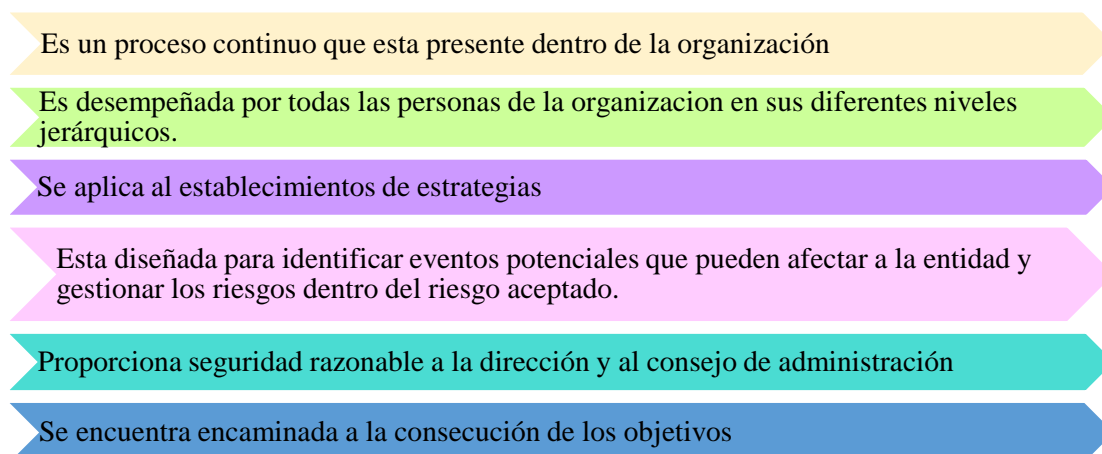 Es un proceso continuo que esta presente dentro de la organización
Es desempeñada por todas las personas de la organizacion en sus diferentes niveles
jerárquicos.
Se aplica al establecimientos de estrategias
Esta diseñada para identificar eventos potenciales que pueden afectar a la entidad y
gestionar los riesgos dentro del riesgo aceptado.
Proporciona seguridad razonable a la dirección y al consejo de administración
Se encuentra encaminada a la consecución de los objetivos